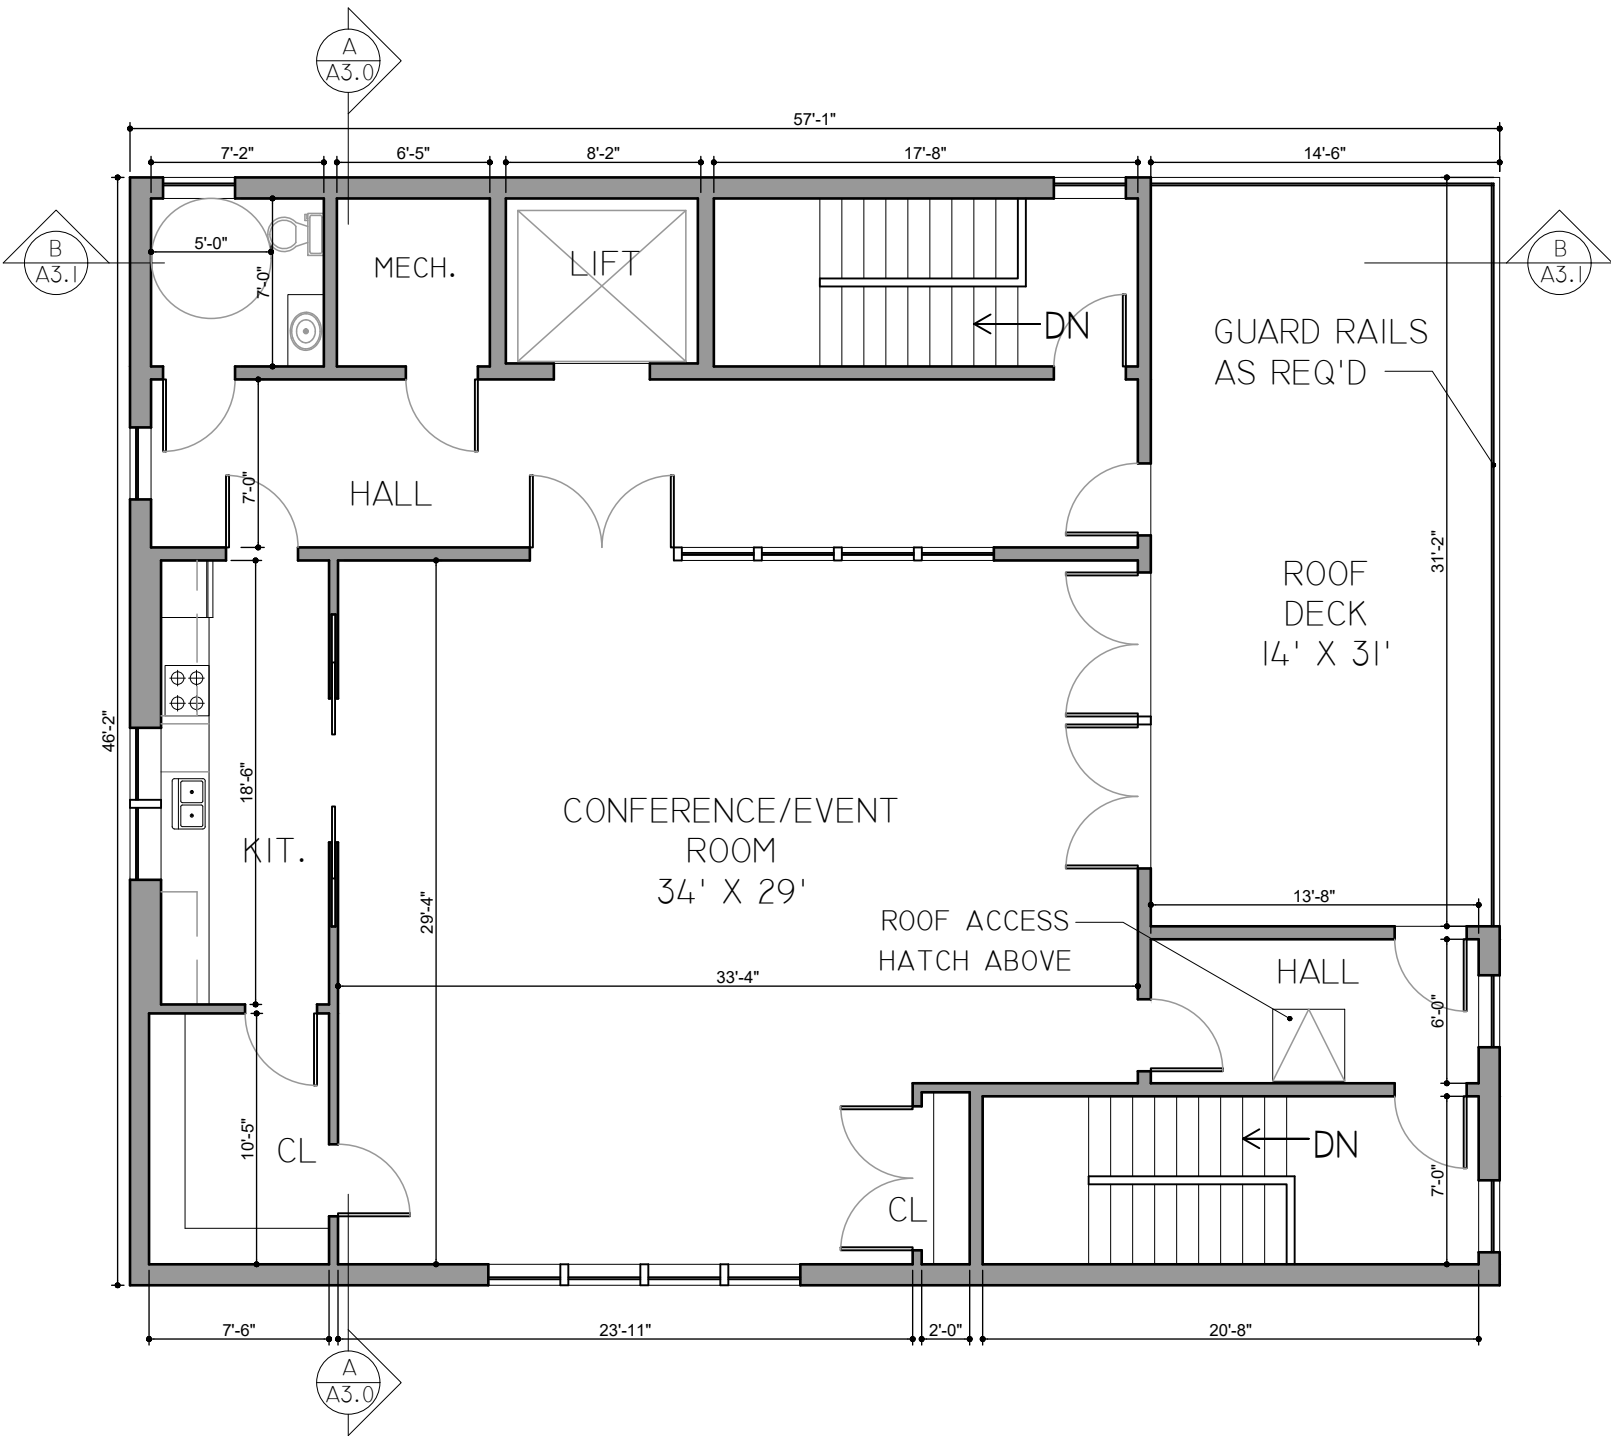 A
A3.0
57'-1"
7'-2"
6'-5"
8'-2"
17'-8"
14'-6"
B
A3.1
5'-0"
7'-0"
MECH.
LIFT
DN
GUARD RAILS
AS REQ'D
B
A3.1
7'-0"
HALL
31'-2"
ROOF
DECK
14' X 31'
46'-2"
18'-6"
KIT.
CONFERENCE/EVENT
ROOM
34' X 29'
29'-4"
ROOF ACCESS
HATCH ABOVE
13'-8"
33'-4"
HALL
6'-0"
10'-5"
CL
CL
DN
7'-0"
7'-6"
23'-11"
2'-0"
20'-8"
A
A3.0